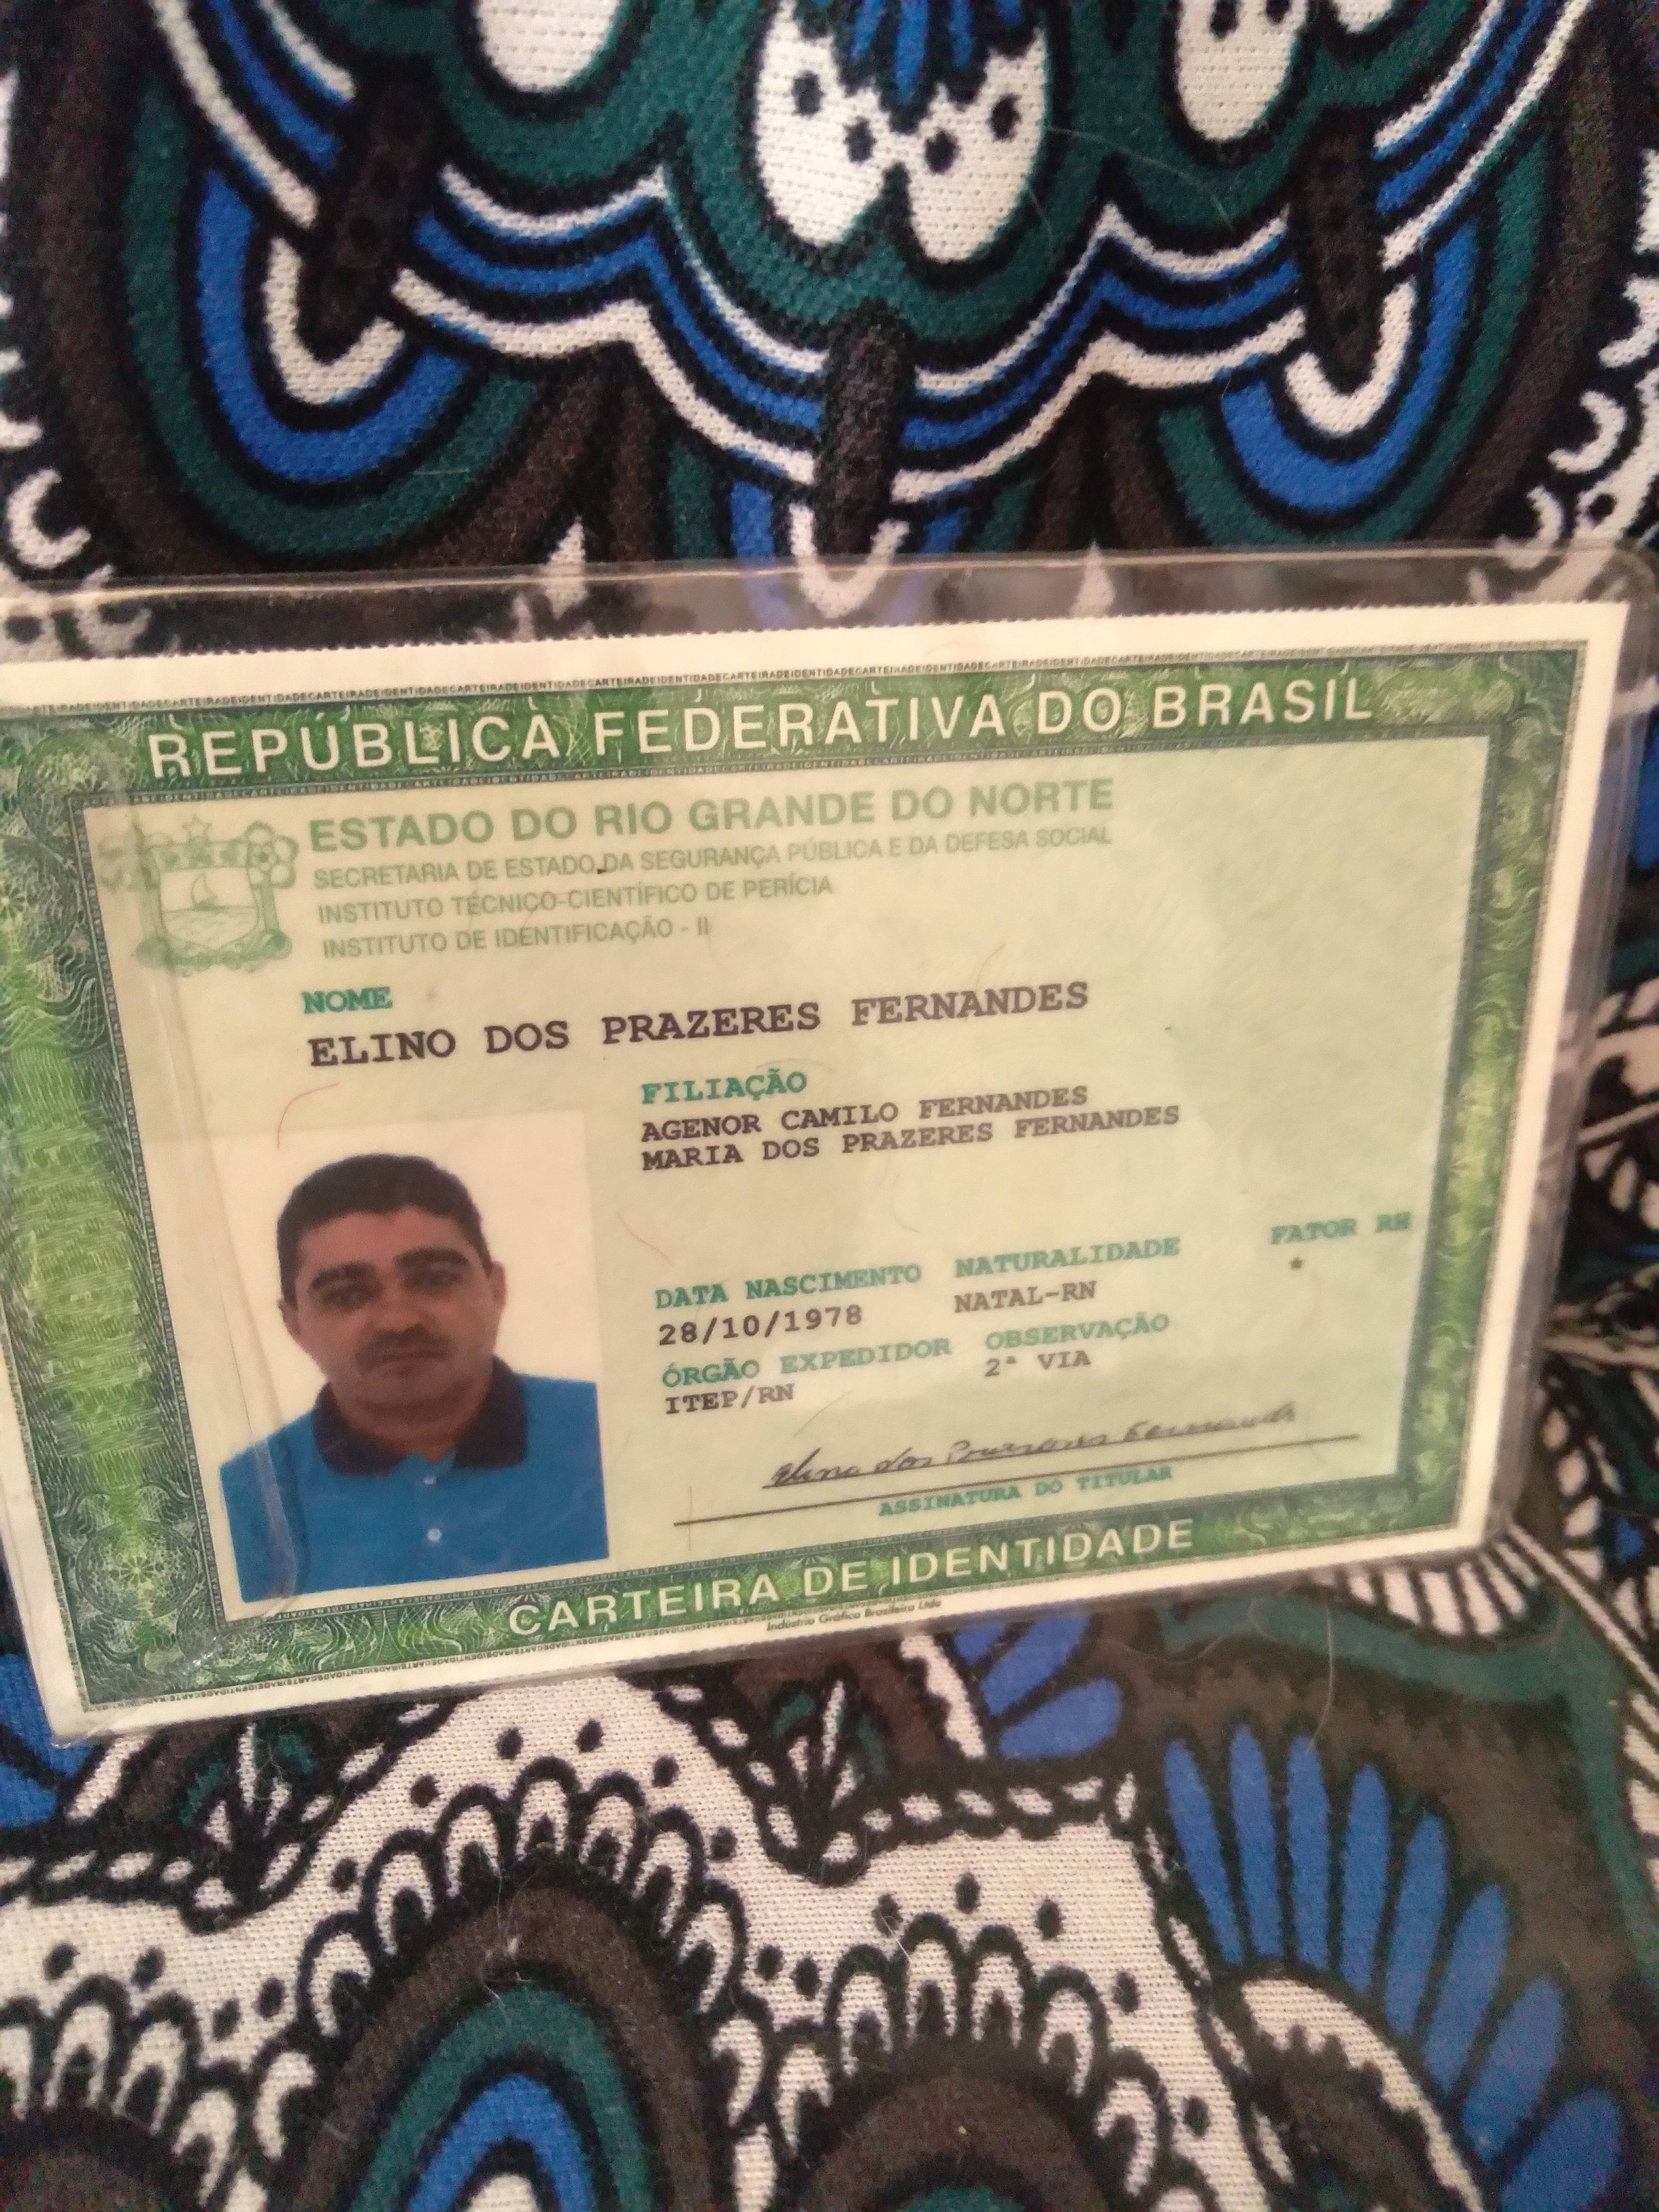 REPÚBLICA FEDERATIVA DO BRASIL
ESTADO DO RIO GRANDE DO NORTE
SECRETARIA DE ESTADO DA SEGURANÇA PÚBLICA E DA DEFESA SOCIAL
INSTITUTO TÉCNICO-CIENTÍFICO DE PERÍCIA
INSTITUTO DE IDENTIFICAÇÃO - II
NOME
ELINO DOS PRAZERES FERNANDES
FILIAÇÃO
AGENOR CAMILO FERNANDES
MARIA DOS PRAZERES FERNANDES
DATA NASCIMENTO NATURALIDADE FATOR RH
28/10/1978 NATAL-RN *
ÓRGÃO EXPEDIDOR OBSERVAÇÃO
ITEP/RN 2ª VIA
Elino dos Prazeres Fernandes
ASSINATURA DO TITULAR
CARTEIRA DE IDENTIDADE
Indústria Gráfica Brasileira Ltda